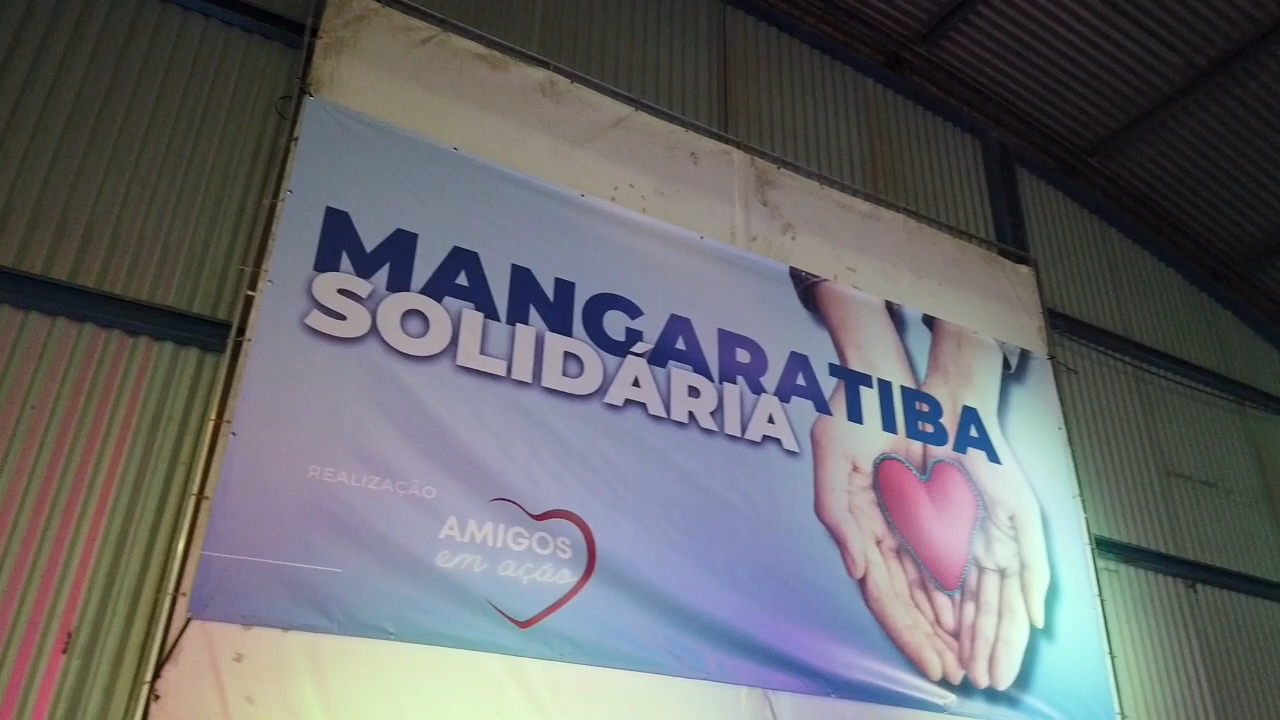 MANGARATIBA
SOLIDÁRIA
REALIZAÇÃO
AMIGOS
em ação